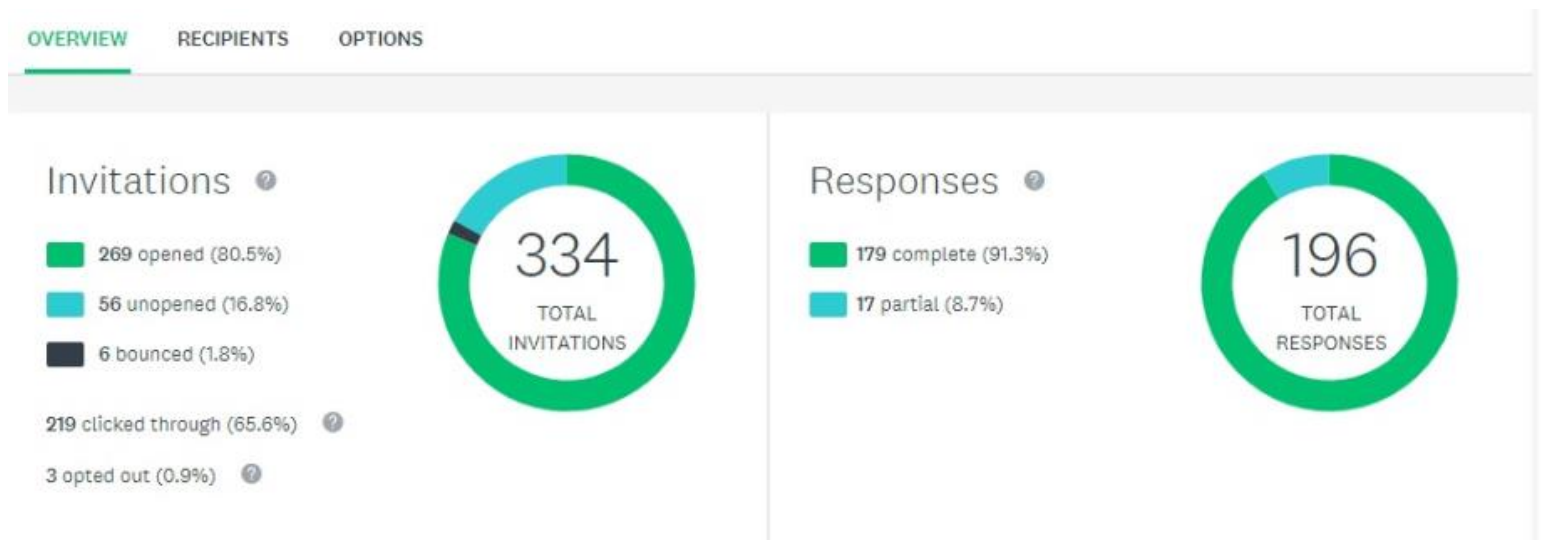 OVERVIEW RECIPIENTS OPTIONS
Invitations ?
269 opened (80.5%)
56 unopened (16.8%)
6 bounced (1.8%)
219 clicked through (65.6%) ?
3 opted out (0.9%) ?
334
TOTAL
INVITATIONS
Responses ?
179 complete (91.3%)
17 partial (8.7%)
196
TOTAL
RESPONSES